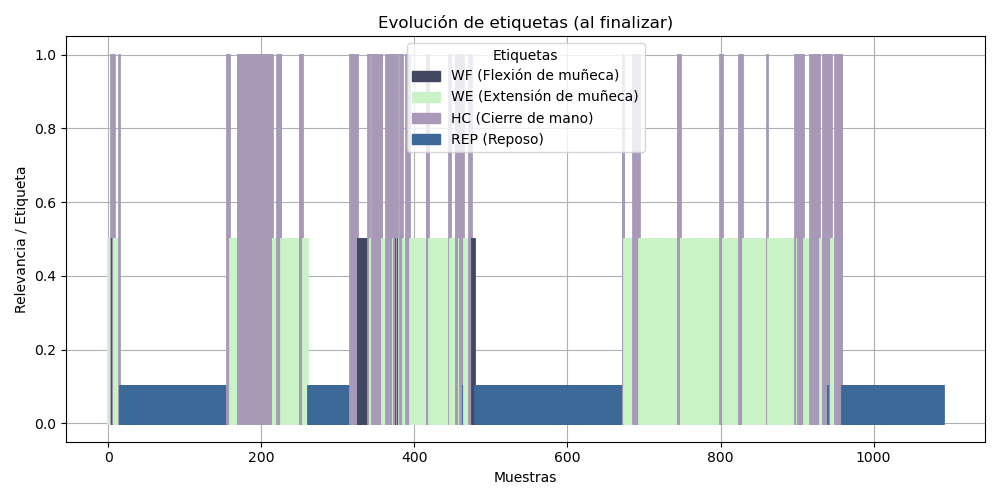 Evolución de etiquetas (al finalizar)
Relevancia / Etiqueta
1.0
0.8
0.6
0.4
0.2
0.0
Etiquetas
WF (Flexión de muñeca)
WE (Extensión de muñeca)
HC (Cierre de mano)
REP (Reposo)
0 200 400 600 800 1000
Muestras